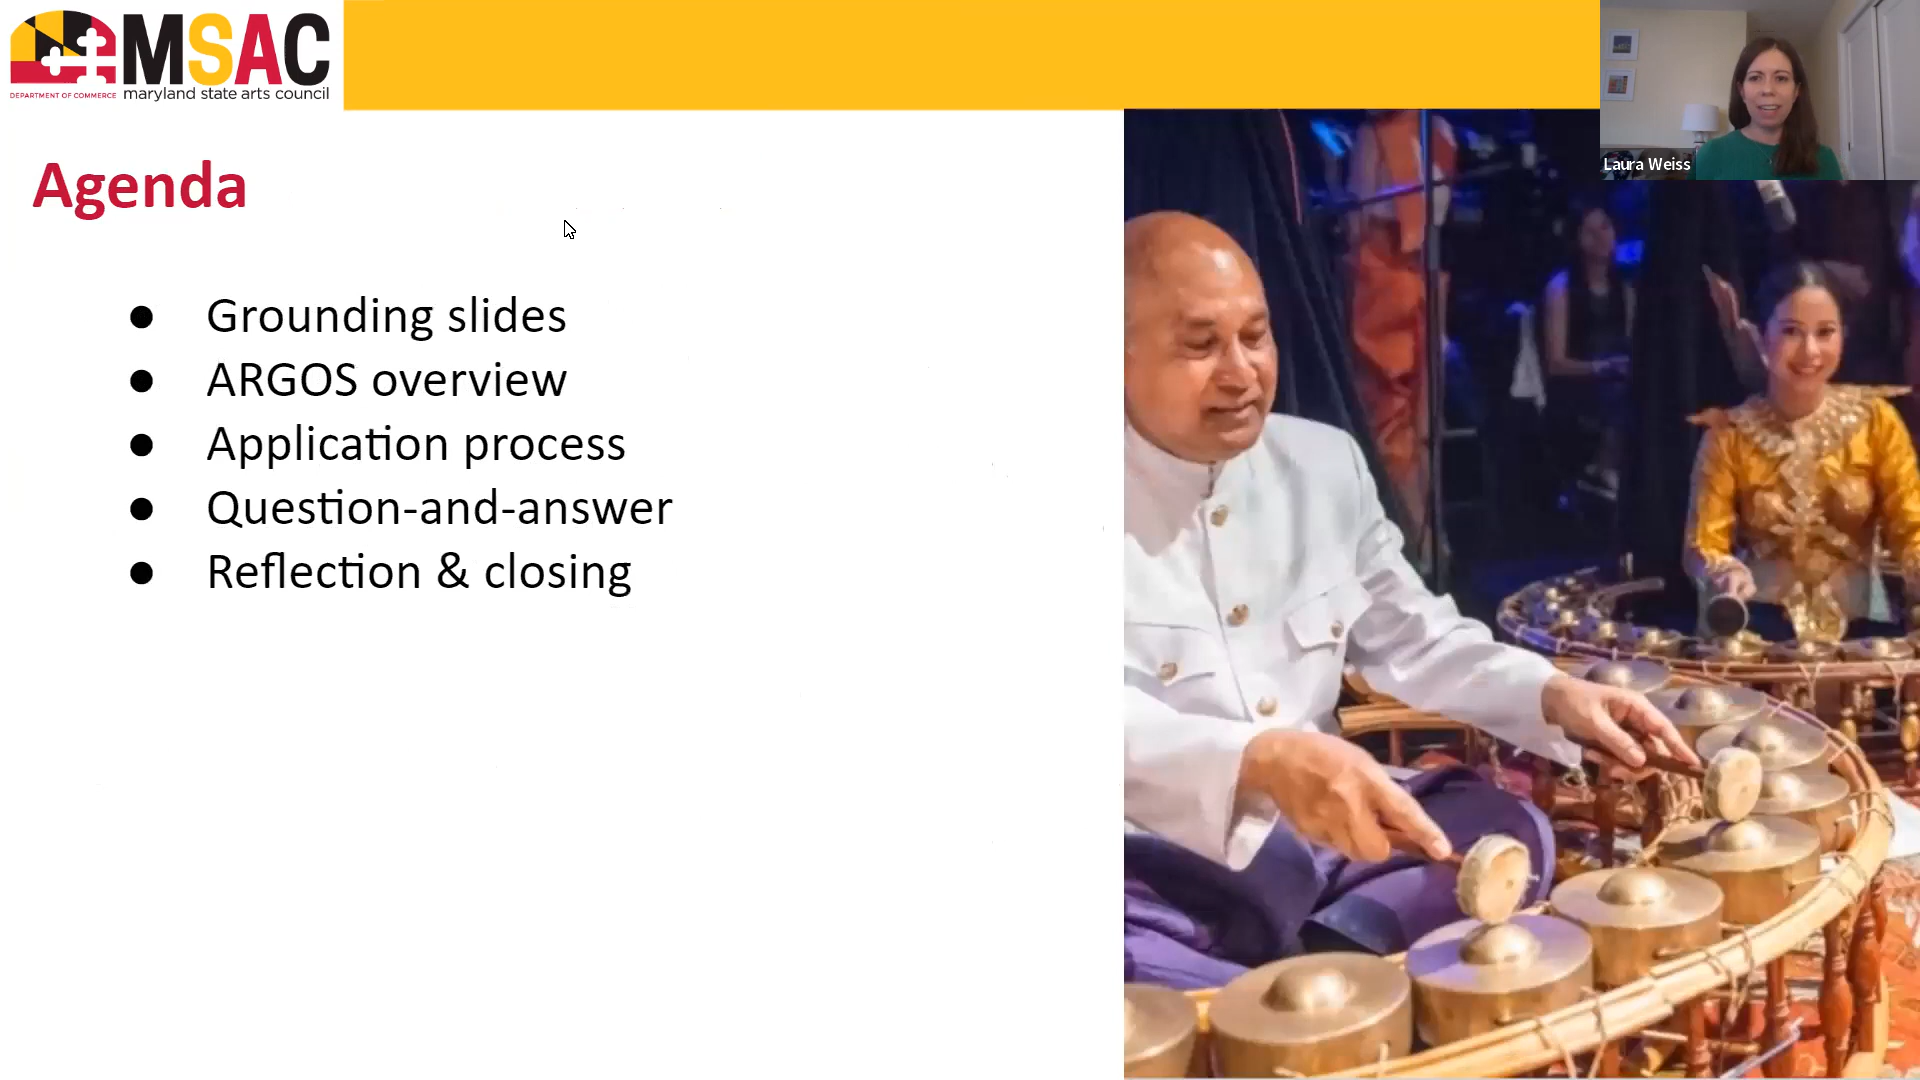 MSAC
DEPARTMENT OF COMMERCE maryland state arts council
Laura Weiss
Agenda
● Grounding slides
● ARGOS overview
● Application process
● Question-and-answer
● Reflection & closing